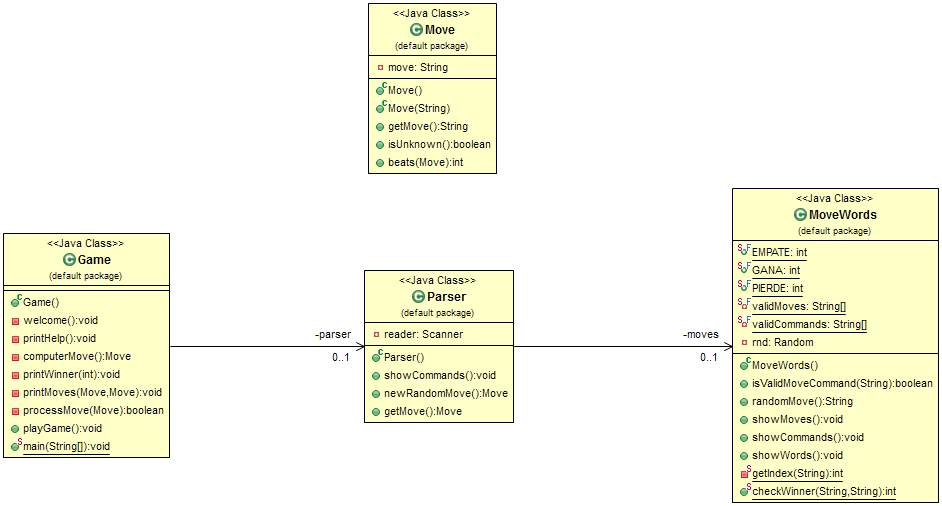 <<Java Class>>
Move
(default package)
move: String
Move()
Move(String)
getMove():String
isUnknown():boolean
beats(Move):int
<<Java Class>>
Game
(default package)
Game()
welcome():void
printHelp():void
computerMove():Move
printWinner(int):void
printMoves(Move,Move):void
processMove(Move):boolean
playGame():void
main(String[]):void
-parser
0..1
<<Java Class>>
Parser
(default package)
reader: Scanner
Parser()
showCommands():void
newRandomMove():Move
getMove():Move
-moves
0..1
<<Java Class>>
MoveWords
(default package)
EMPATE: int
GANA: int
PIERDE: int
validMoves: String[]
validCommands: String[]
rnd: Random
MoveWords()
isValidMoveCommand(String):boolean
randomMove():String
showMoves():void
showCommands():void
showWords():void
getIndex(String):int
checkWinner(String,String):int